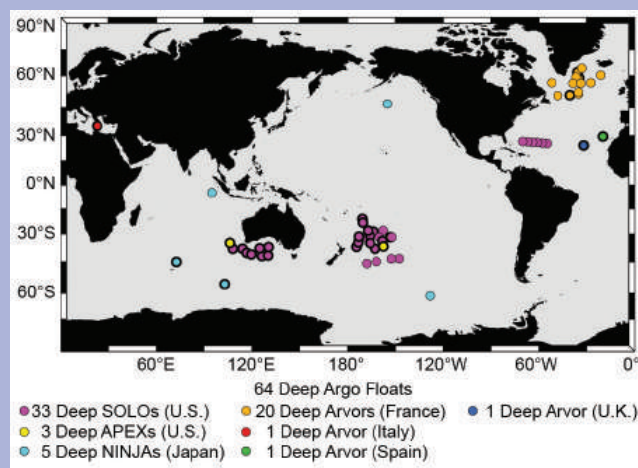 90°N
60°N
30°N
0°N
30°S
60°S
60°E 120°E 180°W 120°W 60°W 0°
64 Deep Argo Floats
33 Deep SOLOs (U.S.) 20 Deep Arvors (France) 1 Deep Arvor (U.K.)
3 Deep APEXs (U.S.) 1 Deep Arvor (Italy)
5 Deep NINJAs (Japan) 1 Deep Arvor (Spain)